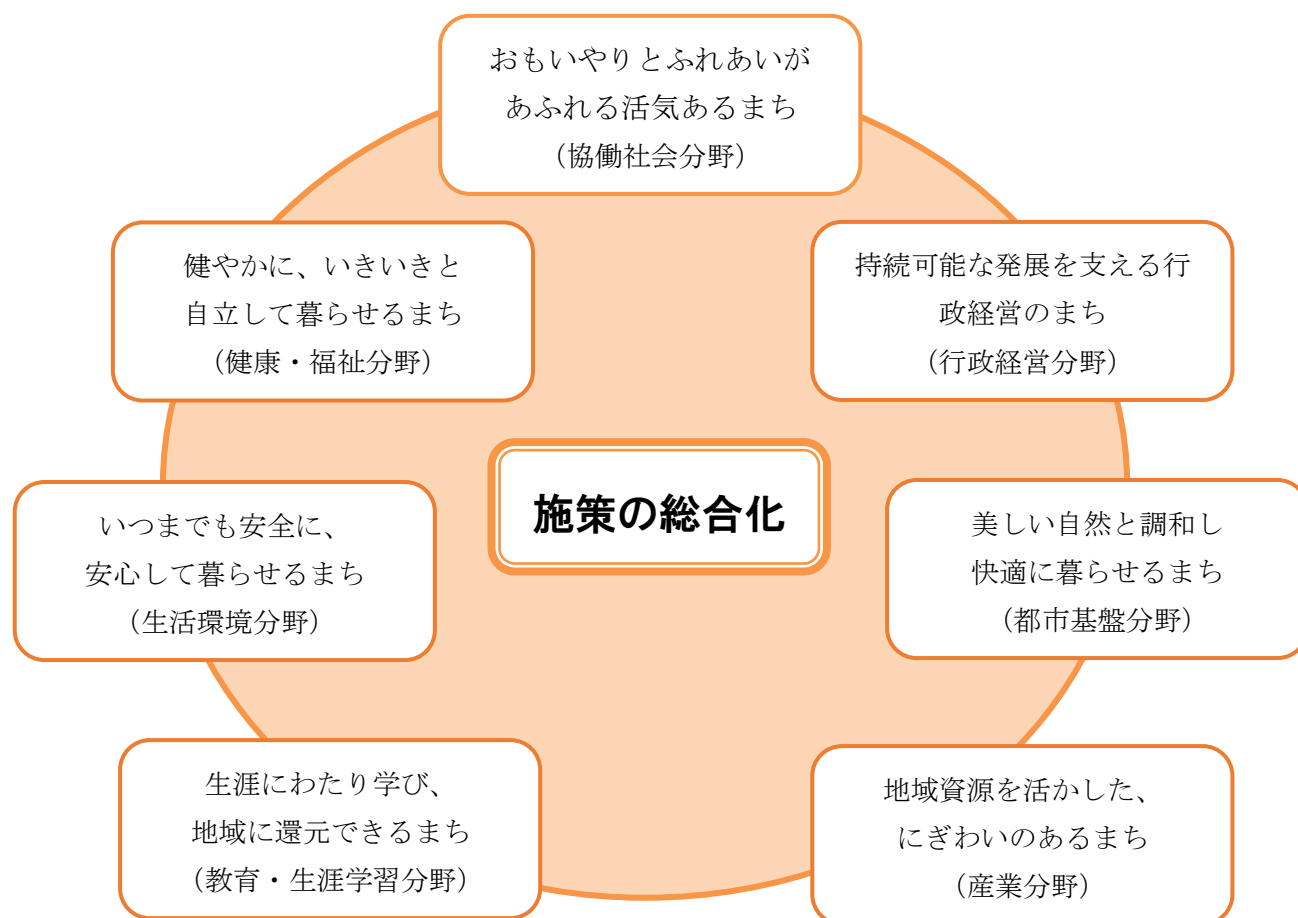 おもいやりとふれあいが
あふれる活気あるまち
（協働社会分野）
健やかに、いきいきと
自立して暮らせるまち
（健康・福祉分野）
持続可能な発展を支える行
政経営のまち
（行政経営分野）
施策の総合化
いつまでも安全に、
安心して暮らせるまち
（生活環境分野）
美しい自然と調和し
快適に暮らせるまち
（都市基盤分野）
生涯にわたり学び、
地域に還元できるまち
（教育・生涯学習分野）
地域資源を活かした、
にぎわいのあるまち
（産業分野）